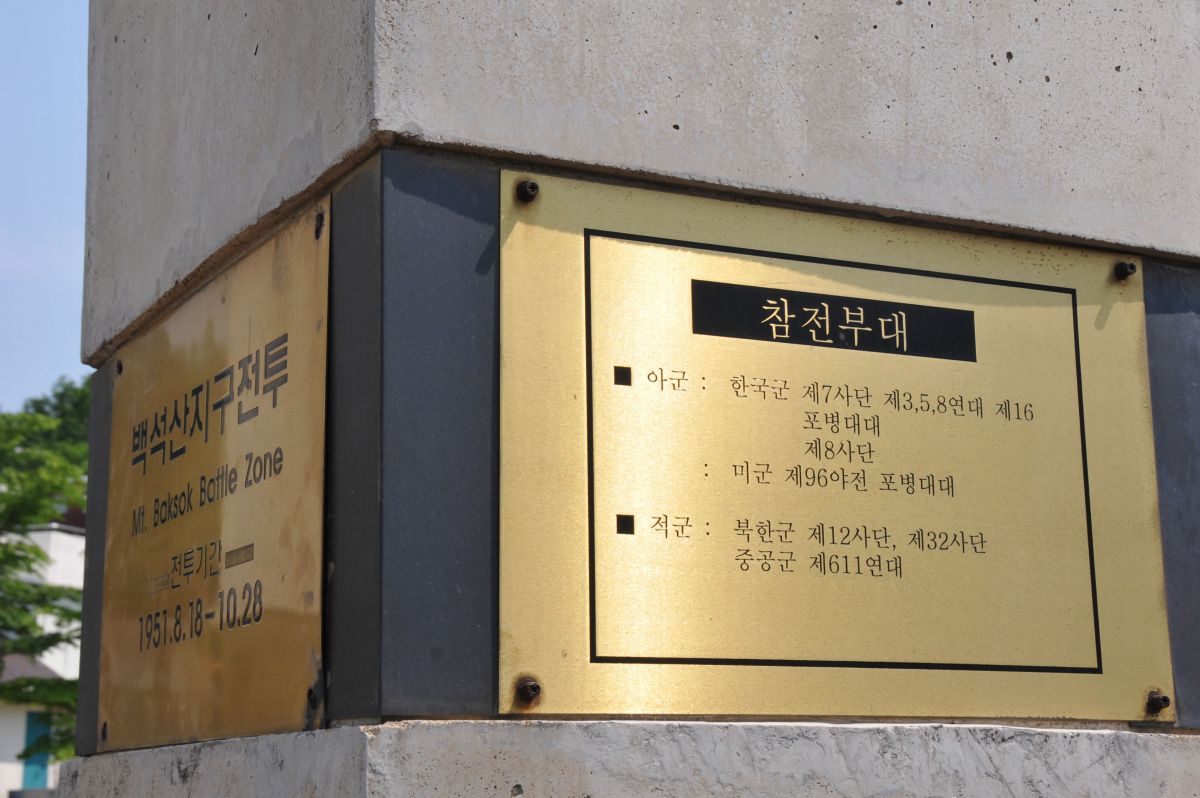 백석산지구전투
Mt. Baksok Battle Zone
전투기간
1951.8.18-10.28
참전부대
■ 아군 : 한국군 제7사단 제3,5,8연대 제16
포병대대
제8사단
: 미군 제96야전 포병대대
■ 적군 : 북한군 제12사단, 제32사단
중공군 제611연대